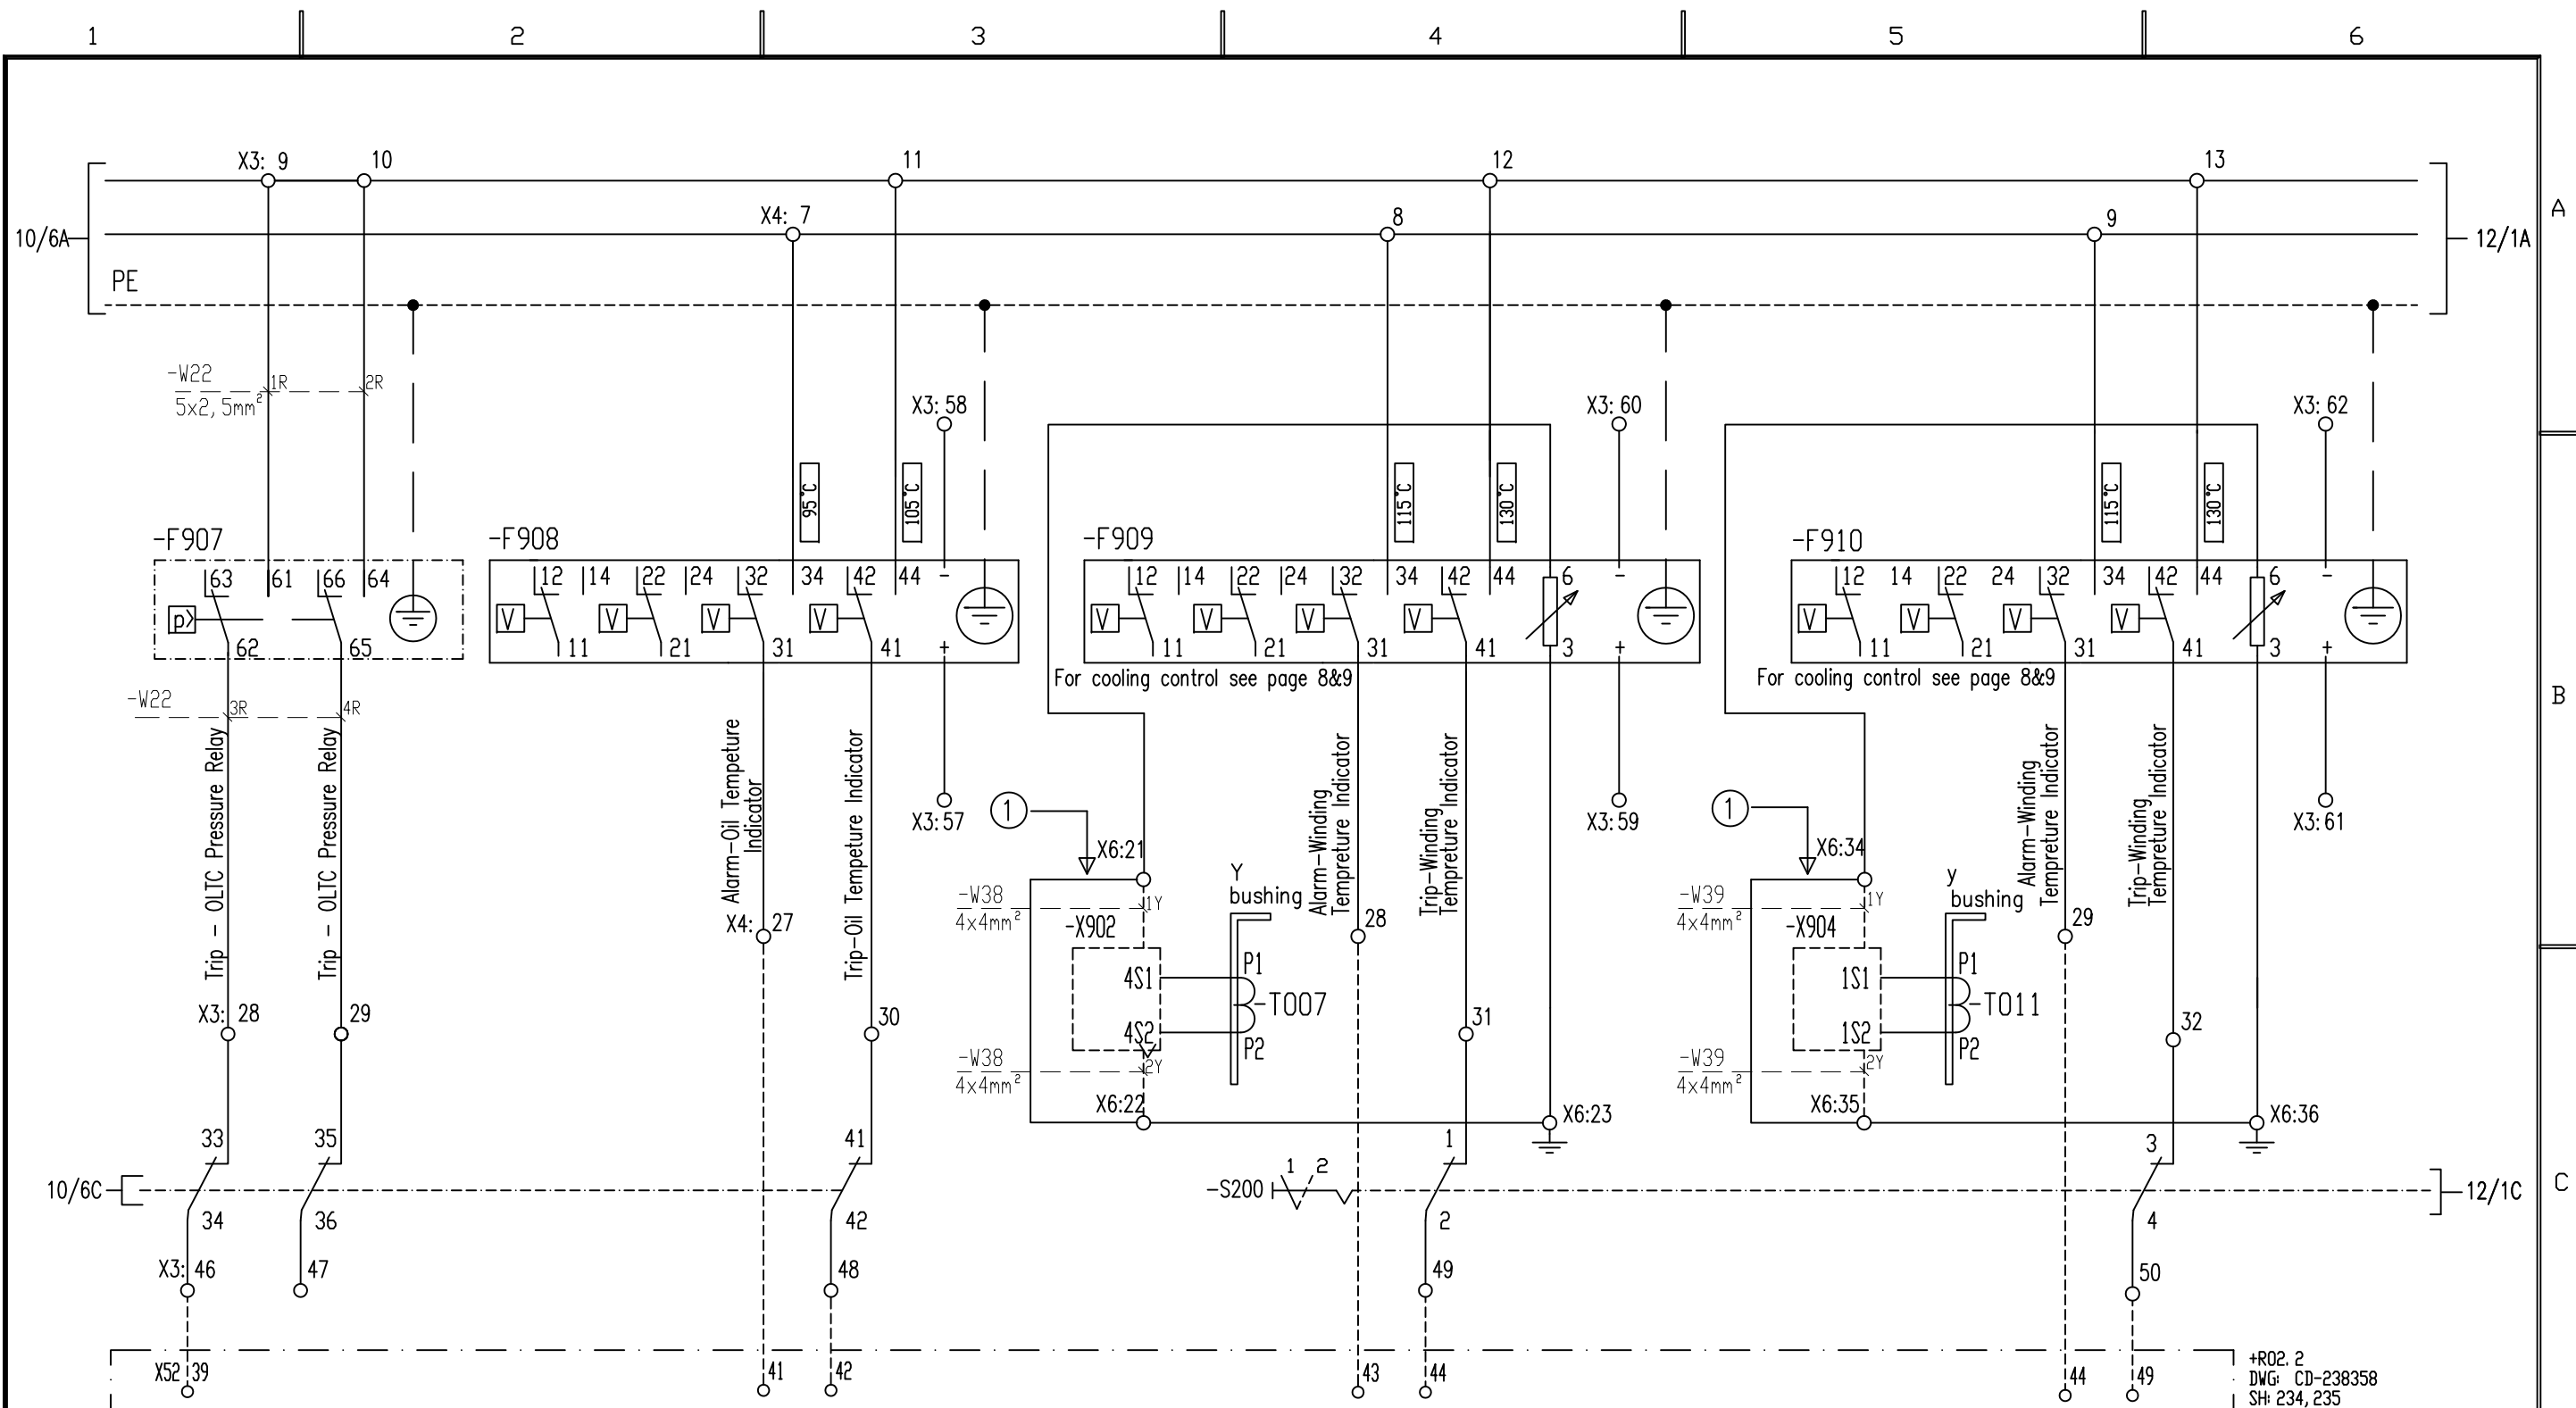 1 2 3 4 5 6
X3: 9 10 11 12 13
A
X4: 7 8 9
10/6A 12/1A
PE
-W22 1R 2R
5x2,5mm²
X3:58 X3:60 X3:62
95°C 105°C 115°C 130°C 115°C 130°C
-F907 -F908 -F909 -F910
63 61 66 64 12 14 22 24 32 34 42 44 - 12 14 22 24 32 34 42 44 6 - 12 14 22 24 32 34 42 44 6 -
p> V V V V V V V V V V V V
62 65 11 21 31 41 + 11 21 31 41 3 + 11 21 31 41 3 +
For cooling control see page 8&9 For cooling control see page 8&9
B
-W22 3R 4R
Trip - OLTC Pressure Relay
Trip - OLTC Pressure Relay
Alarm-Oil Tempeture
Indicator
Trip-Oil Tempeture Indicator
Alarm-Winding
Tempreture Indicator
Trip-Winding
Tempreture Indicator
Alarm-Winding
Tempreture Indicator
Trip-Winding
Tempreture Indicator
X3:57 X3:59 X3:61
1 1
X6:21 X6:34
Y
bushing
y
bushing
-W38 1Y -W39 1Y
4x4mm² 4x4mm²
X4: 27 28 29
-X902 -X904
4S1 P1 1S1 P1
-T007 -T011
4S2 P2 1S2 P2
X3: 28 29 30 31 32
-W38 2Y -W39 2Y
4x4mm² 4x4mm²
X6:22 X6:23 X6:35 X6:36
33 35 41 1 3
10/6C -S200 1 2 12/1C
C
34 36 42 2 4
X3: 46 47 48 49 50
X52 39 41 42 43 44 44 49
+R02.2
DWG: CD-238358
SH: 234,235